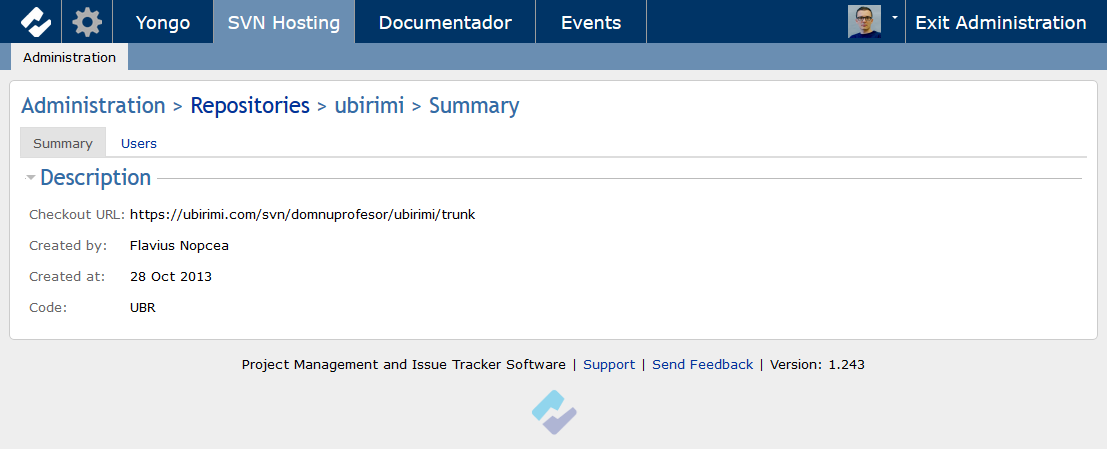 Yongo SVN Hosting Documentador Events Exit Administration
Administration
Administration > Repositories > ubirimi > Summary
Summary Users
Description
Checkout URL: https://ubirimi.com/svn/domnuprofesor/ubirimi/trunk
Created by: Flavius Nopcea
Created at: 28 Oct 2013
Code: UBR
Project Management and Issue Tracker Software | Support | Send Feedback | Version: 1.243